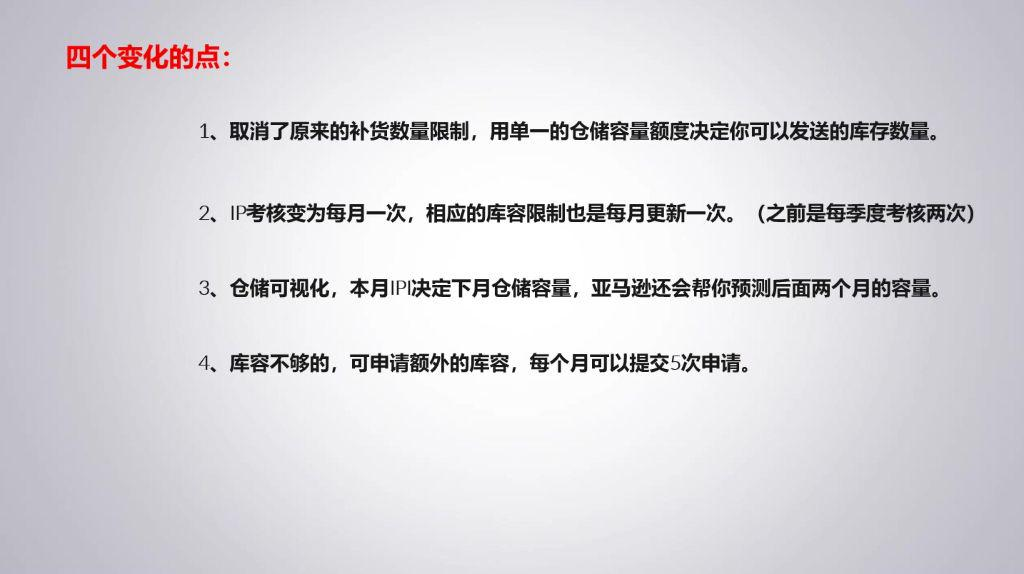 四个变化的点：
1、取消了原来的补货数量限制，用单一的仓储容量额度决定你可以发送的库存数量。
2、IP考核变为每月一次，相应的库容限制也是每月更新一次。（之前是每季度考核两次）
3、仓储可视化，本月IPI决定下月仓储容量，亚马逊还会帮你预测后面两个月的容量。
4、库容不够的，可申请额外的库容，每个月可以提交5次申请。